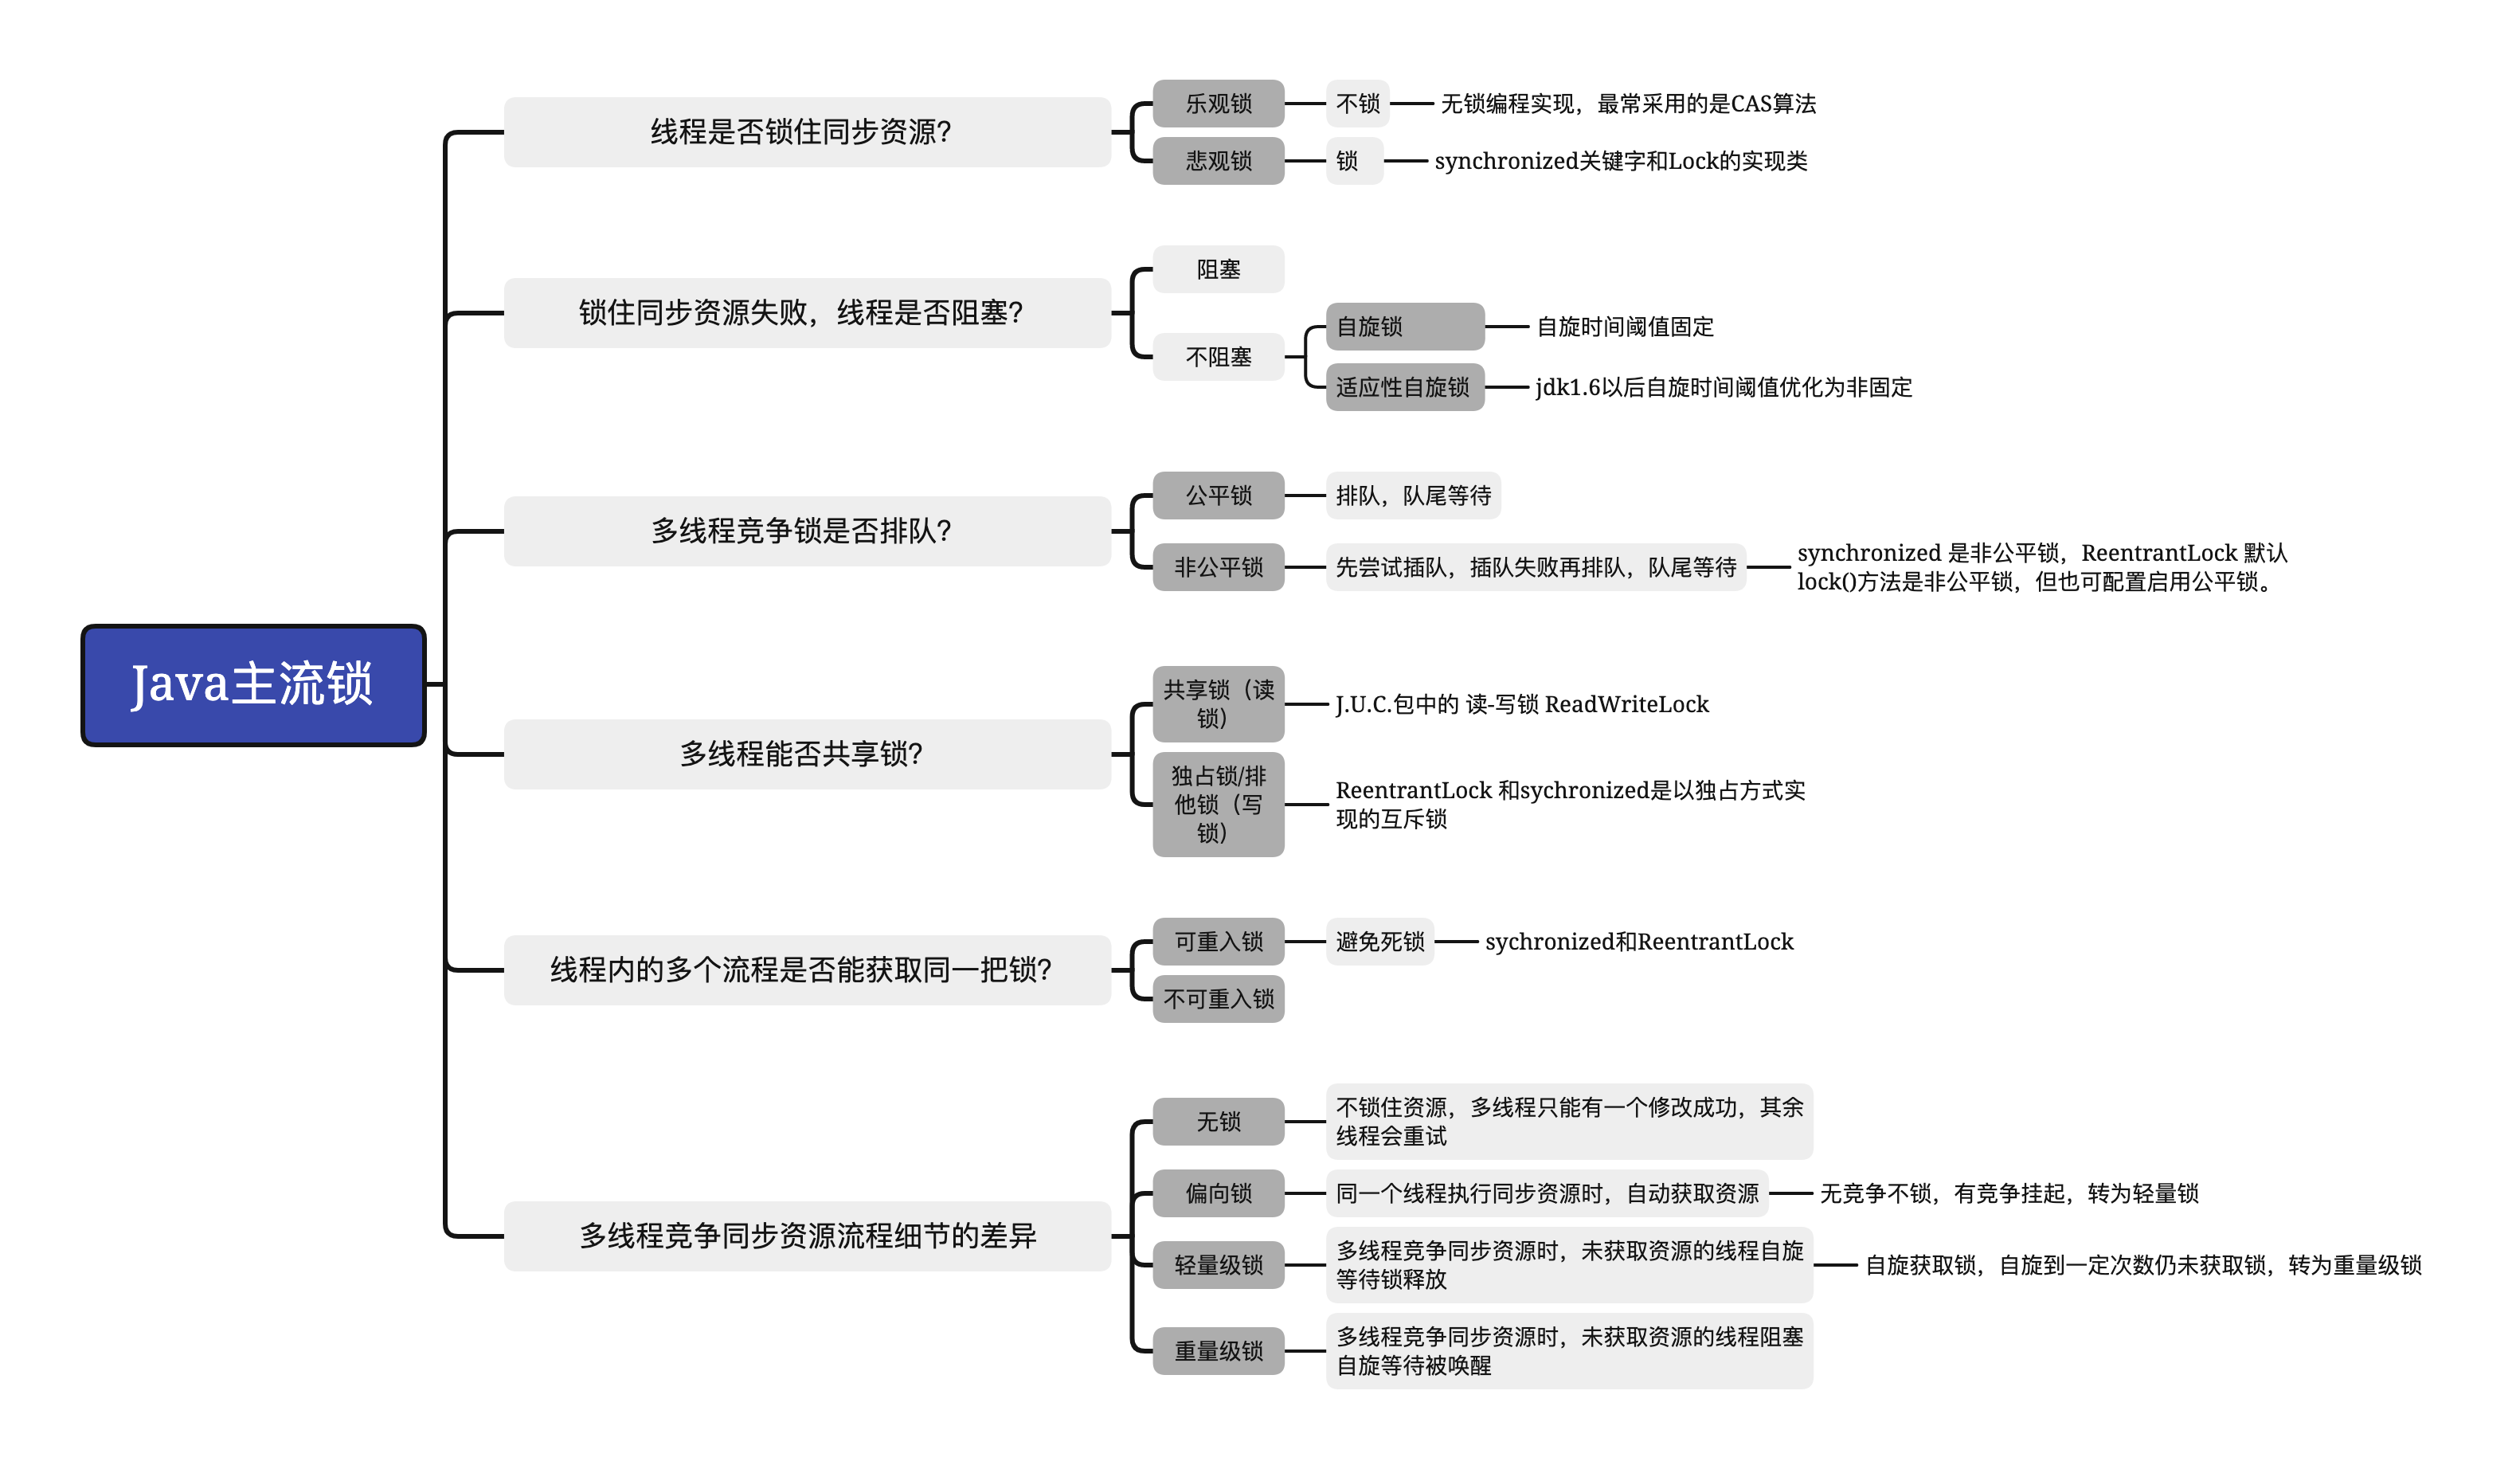 Java主流锁
线程是否锁住同步资源？
乐观锁
不锁
无锁编程实现，最常采用的是CAS算法
悲观锁
锁
synchronized关键字和Lock的实现类
锁住同步资源失败，线程是否阻塞？
阻塞
不阻塞
自旋锁
自旋时间阈值固定
适应性自旋锁
jdk1.6以后自旋时间阈值优化为非固定
多线程竞争锁是否排队？
公平锁
排队，队尾等待
非公平锁
先尝试插队，插队失败再排队，队尾等待
synchronized 是非公平锁，ReentrantLock 默认
lock()方法是非公平锁，但也可配置启用公平锁。
多线程能否共享锁？
共享锁（读
锁）
J.U.C.包中的 读-写锁 ReadWriteLock
独占锁/排
他锁（写
锁）
ReentrantLock 和sychronized是以独占方式实
现的互斥锁
线程内的多个流程是否能获取同一把锁？
可重入锁
避免死锁
sychronized和ReentrantLock
不可重入锁
多线程竞争同步资源流程细节的差异
无锁
不锁住资源，多线程只能有一个修改成功，其余
线程会重试
偏向锁
同一个线程执行同步资源时，自动获取资源
无竞争不锁，有竞争挂起，转为轻量锁
轻量级锁
多线程竞争同步资源时，未获取资源的线程自旋
等待锁释放
自旋获取锁，自旋到一定次数仍未获取锁，转为重量级锁
重量级锁
多线程竞争同步资源时，未获取资源的线程阻塞
自旋等待被唤醒